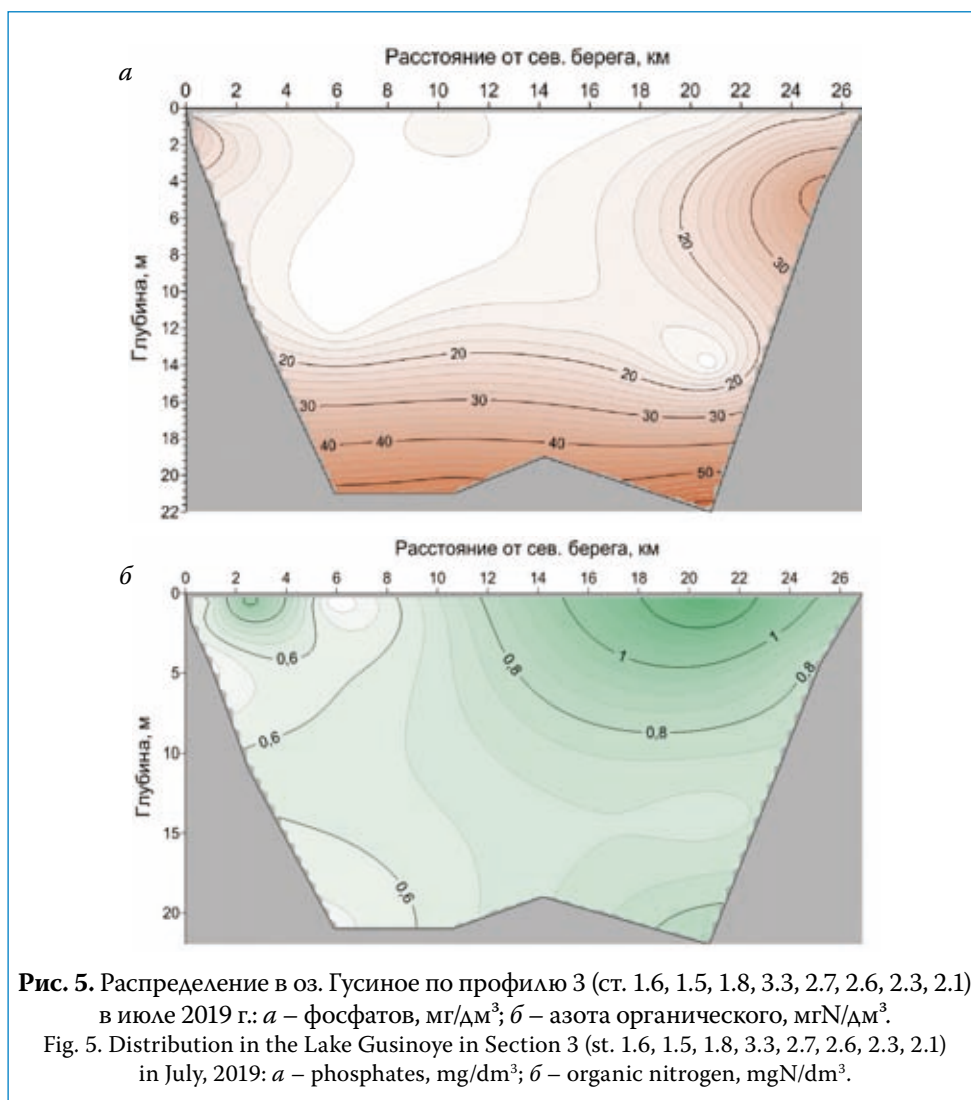 а
Расстояние от сев. берега, км
0 2 4 6 8 10 12 14 16 18 20 22 24 26
Глубина, м
0
2
4
6
8
10
12
14
16
18
20
22
20
30
20 20 20 20
30 30 30 30
40 40 40
50
б
Расстояние от сев. берега, км
0 2 4 6 8 10 12 14 16 18 20 22 24 26
Глубина, м
0
5
10
15
20
0,6
0,6
0,6
0,8
0,8
0,8
1
1
Рис. 5. Распределение в оз. Гусиное по профилю 3 (ст. 1.6, 1.5, 1.8, 3.3, 2.7, 2.6, 2.3, 2.1)
в июле 2019 г.: а – фосфатов, мг/дм³; б – азота органического, мгN/дм³.
Fig. 5. Distribution in the Lake Gusinoye in Section 3 (st. 1.6, 1.5, 1.8, 3.3, 2.7, 2.6, 2.3, 2.1)
in July, 2019: a – phosphates, mg/dm³; б – organic nitrogen, mgN/dm³.